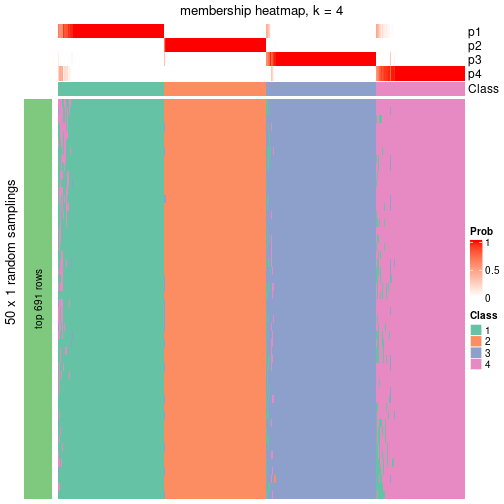 membership heatmap, k = 4
p1
p2
p3
p4
Class
50 x 1 random samplings
top 691 rows
Prob
1
0.5
0
Class
1
2
3
4